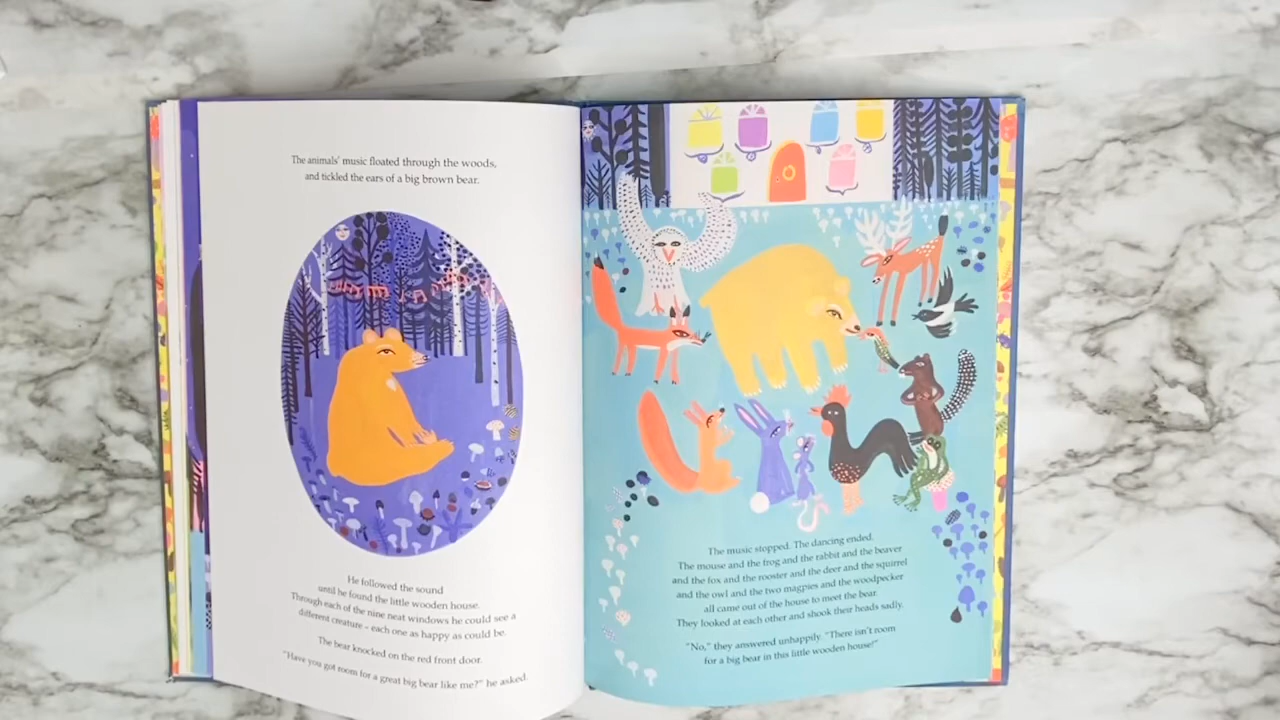 The animals' music floated through the woods,
and tickled the ears of a big brown bear.
He followed the sound
until he found the little wooden house.
Through each of the nine neat windows he could see a
different creature – each one as happy as could be.
The bear knocked on the red front door.
"Have you got room for a great big bear like me?" he asked.
The music stopped. The dancing ended.
The mouse and the frog and the rabbit and the beaver
and the fox and the rooster and the deer and the squirrel
and the owl and the two magpies and the woodpecker
all came out of the house to meet the bear.
They looked at each other and shook their heads sadly.
"No," they answered unhappily. "There isn't room
for a big bear in this little wooden house!"